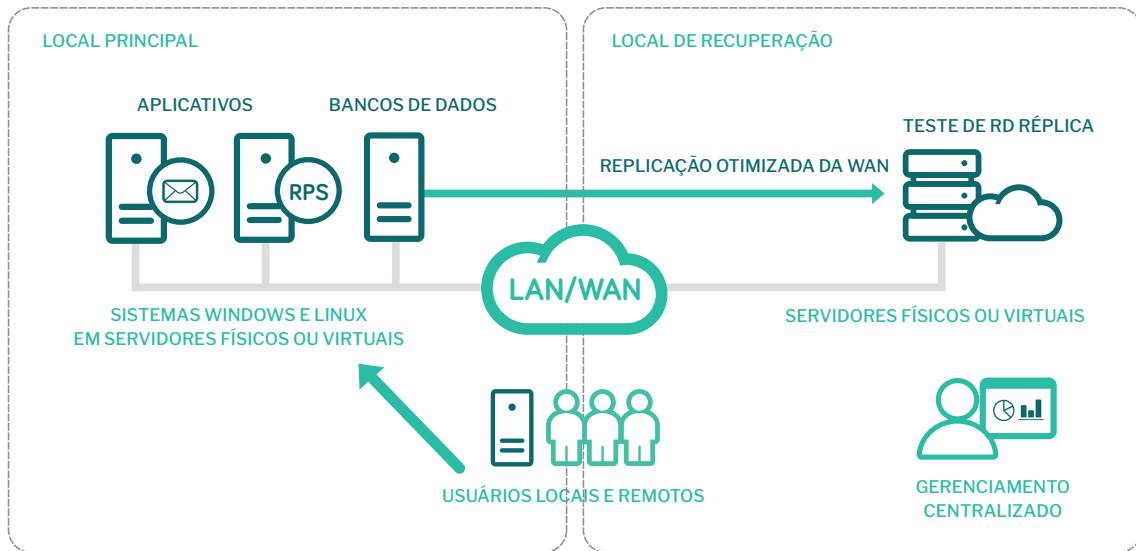 LOCAL PRINCIPAL
LOCAL DE RECUPERAÇÃO
APLICATIVOS
BANCOS DE DADOS
TESTE DE RD RÉPLICA
REPLICAÇÃO OTIMIZADA DA WAN
RPS
LAN/WAN
SISTEMAS WINDOWS E LINUX
EM SERVIDORES FÍSICOS OU VIRTUAIS
SERVIDORES FÍSICOS OU VIRTUAIS
USUÁRIOS LOCAIS E REMOTOS
GERENCIAMENTO
CENTRALIZADO